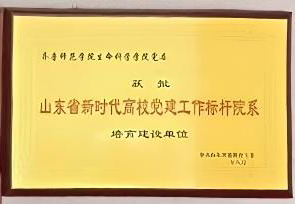 齐鲁师范学院生命科学学院党委
获批
山东省新时代高校党建工作标杆院系
培育建设单位